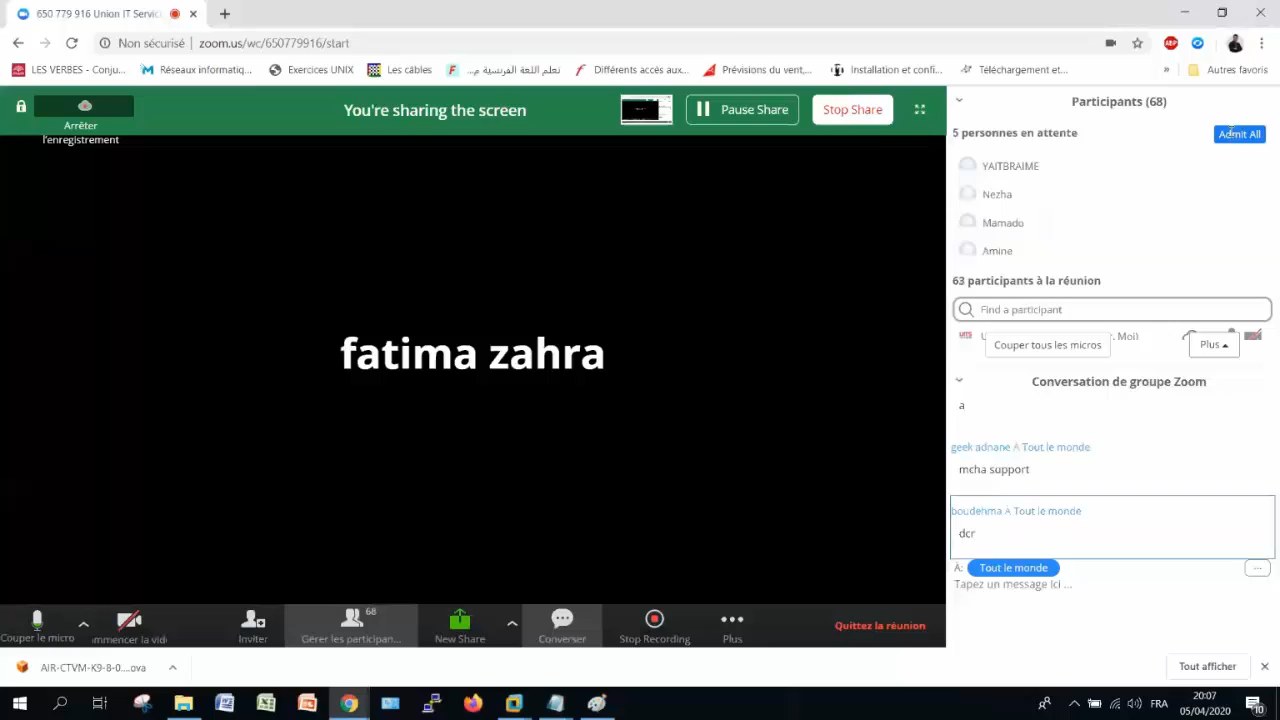 650 779 916 Union IT Servic
Non sécurisé | zoom.us/wc/650779916/start
ABP
LES VERBES - Conju...
Réseaux informatiq...
Exercices UNIX
Les câbles
تعلم اللغة الفرنسية م...
Différents accès aux...
Prévisions du vent,...
Installation et confi...
Téléchargement et...
»
Autres favoris
Arrêter
l'enregistrement
You're sharing the screen
Pause Share
Stop Share
Participants (68)
5 personnes en attente
Admit All
YAITBRAIME
Nezha
Mamado
Amine
63 participants à la réunion
Find a participant
Moi)
Couper tous les micros
Plus
Conversation de groupe Zoom
a
geek adnane À Tout le monde
mcha support
boudehma À Tout le monde
dcr
À: Tout le monde
...
Tapez un message ici ...
fatima zahra
Couper le micro
mmencer la vidé
Inviter
68
Gérer les participan...
New Share
Converser
Stop Recording
Plus
Quittez la réunion
AIR-CTVM-K9-8-0....ova
Tout afficher
FRA
20:07
05/04/2020
10